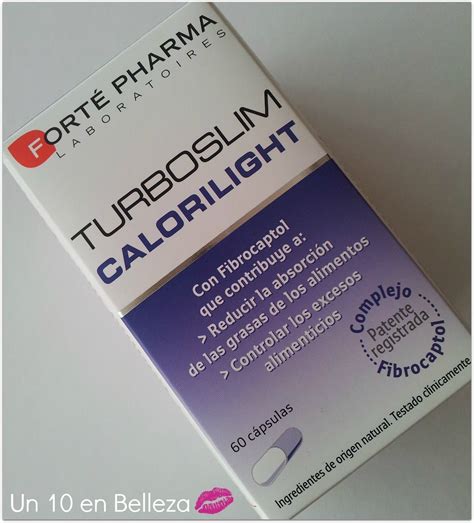 FORTÉ PHARMA
LABORATOIRES
TURBOSLIM
CALORILIGHT
Con Fibrocaptol
que contribuye a:
> Reducir la absorción
de las grasas de los alimentos
> Controlar los excesos
alimenticios
Complejo
Patente
registrada
Fibrocaptol
60 cápsulas
Ingredientes de origen natural. Testado clínicamente
Un 10 en Belleza